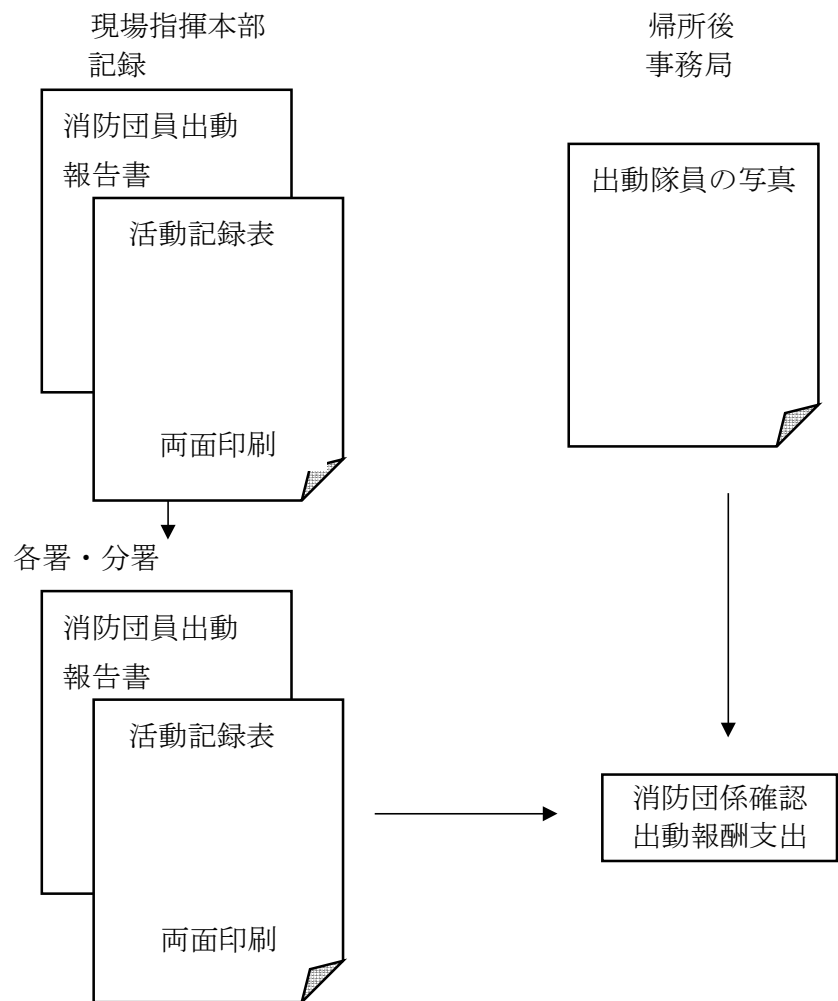 現場指揮本部
記録
消防団員出動
報告書
活動記録表
両面印刷
帰所後
事務局
出動隊員の写真
各署・分署
消防団員出動
報告書
活動記録表
両面印刷
消防団係確認
出動報酬支出